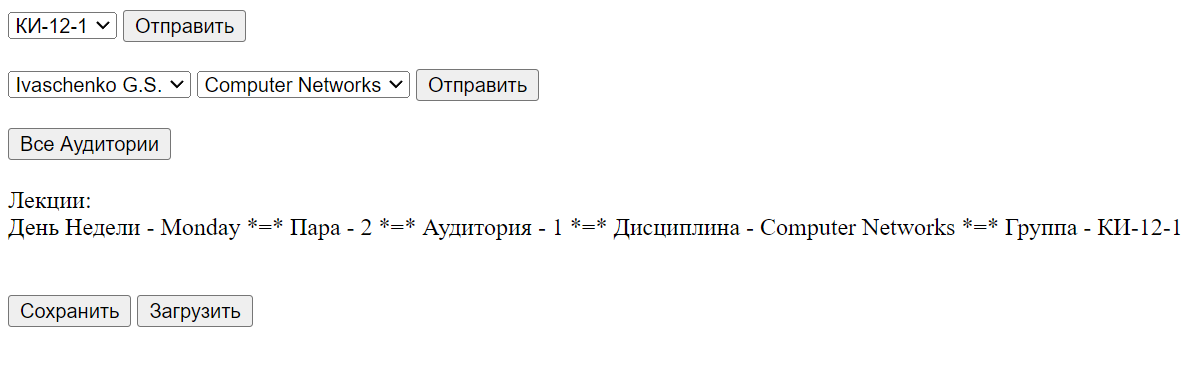 КИ-12-1 Отправить
Ivaschenko G.S. Computer Networks Отправить
Все Аудитории
Лекции:
День Недели - Monday *=* Пара - 2 *=* Аудитория - 1 *=* Дисциплина - Computer Networks *=* Группа - КИ-12-1
Сохранить Загрузить